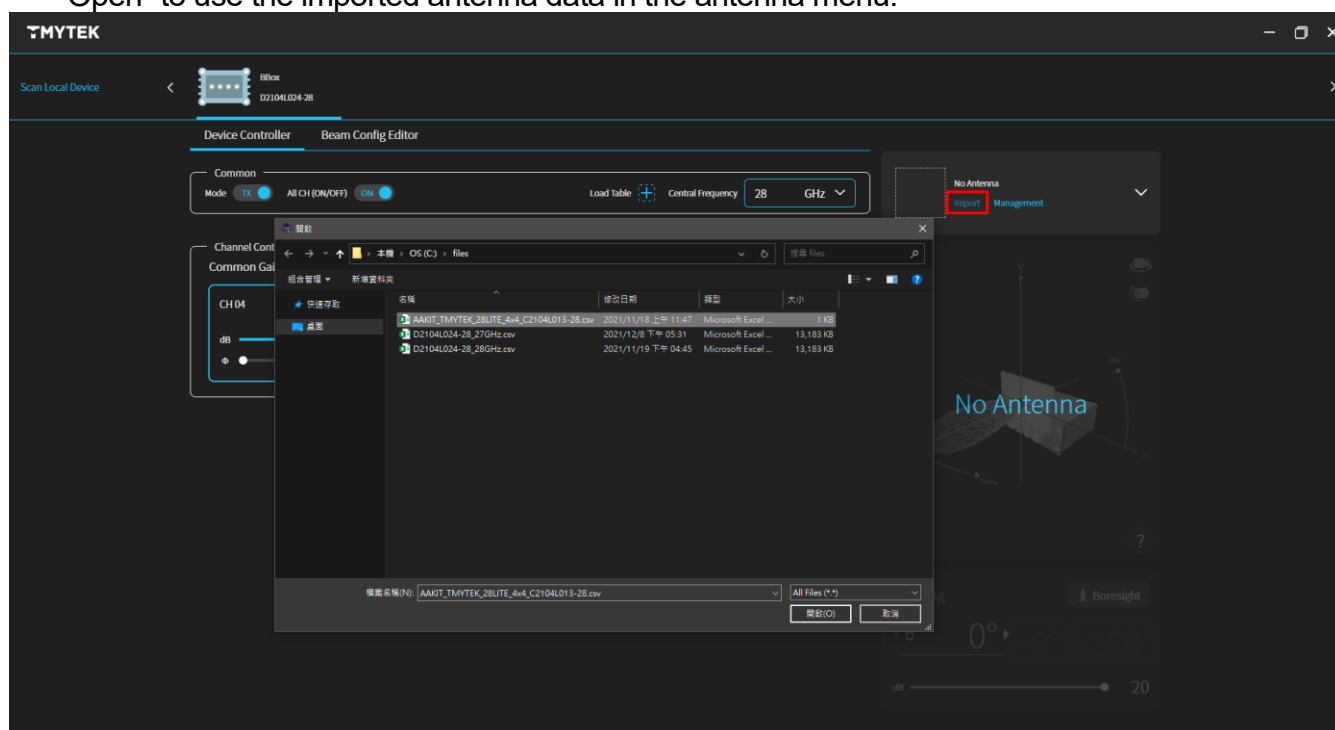 Open" to use the imported antenna data in the antenna menu.
TMYTEK
Scan Local Device
BBox
D2104L024-28
Device Controller Beam Config Editor
Common
Mode TX All CH (ON/OFF) ON Load Table Central Frequency 28 GHz
No Antenna
Import Management
開啟
Channel Cont
← → ↑ 本機 › OS (C:) › files 搜尋 files
Common Gai
組合管理 新增資料夾
CH 04
快速存取
桌面
名稱 修改日期 類型 大小
AAKIT_TMYTEK_28LITE_4x4_C2104L013-28.csv 2021/11/18 上午 11:47 Microsoft Excel ... 1 KB
D2104L024-28_27GHz.csv 2021/12/8 下午 05:31 Microsoft Excel ... 13,183 KB
D2104L024-28_28GHz.csv 2021/11/19 下午 04:45 Microsoft Excel ... 13,183 KB
dB
Φ
Y
No Antenna
X
?
檔案名稱(N): AAKIT_TMYTEK_28LITE_4x4_C2104L013-28.csv All Files (*.*)
開啟(O) 取消
g Boresight
θ 0°
dB 20